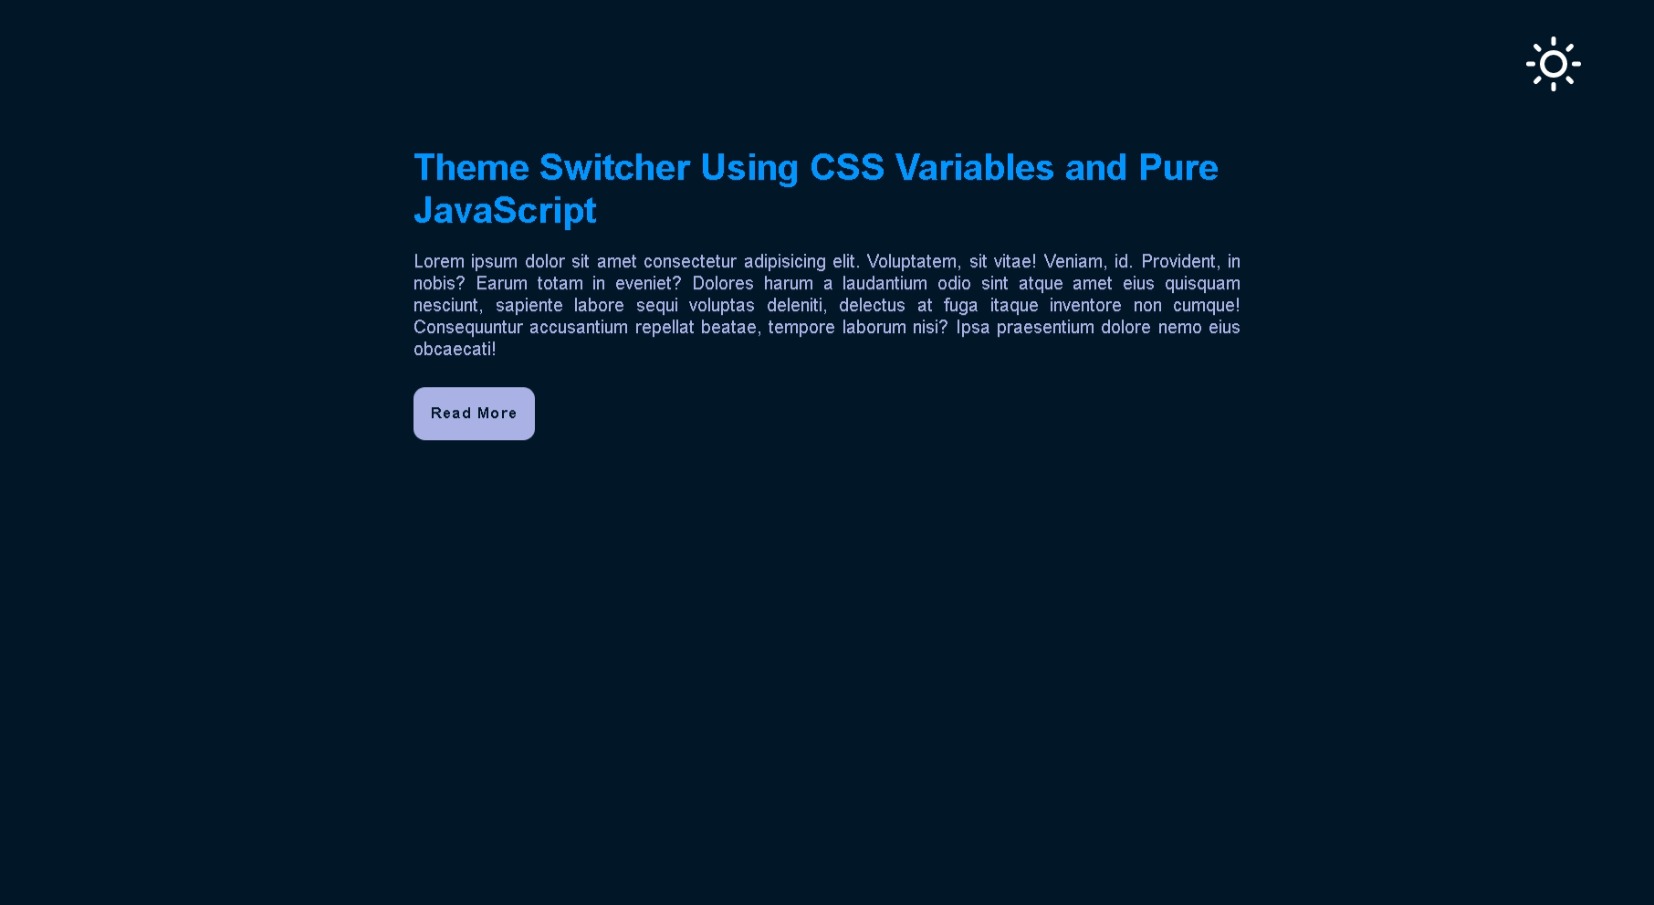 Theme Switcher Using CSS Variables and Pure
JavaScript
Lorem ipsum dolor sit amet consectetur adipisicing elit. Voluptatem, sit vitae! Veniam, id. Provident, in
nobis? Earum totam in eveniet? Dolores harum a laudantium odio sint atque amet eius quisquam
nesciunt, sapiente labore sequi voluptas deleniti, delectus at fuga itaque inventore non cumque!
Consequuntur accusantium repellat beatae, tempore laborum nisi? Ipsa praesentium dolore nemo eius
obcaecati!
Read More